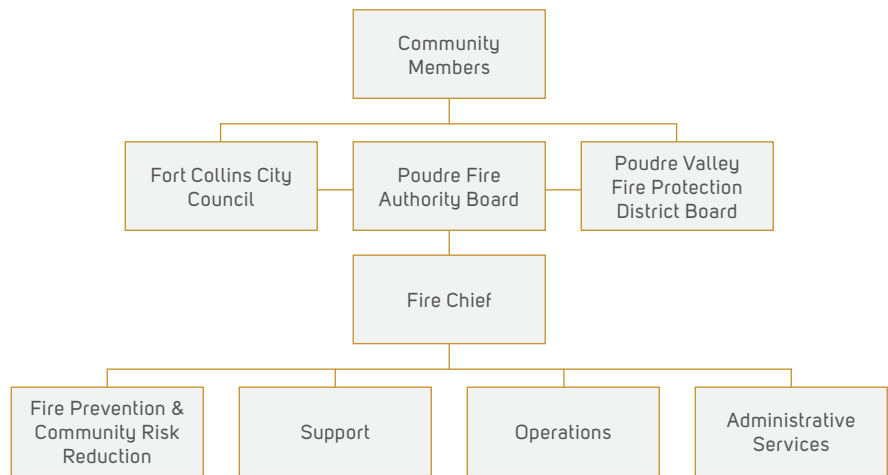 Community
Members
Fort Collins City
Council
Poudre Fire
Authority Board
Poudre Valley
Fire Protection
District Board
Fire Chief
Fire Prevention &
Community Risk
Reduction
Support
Operations
Administrative
Services